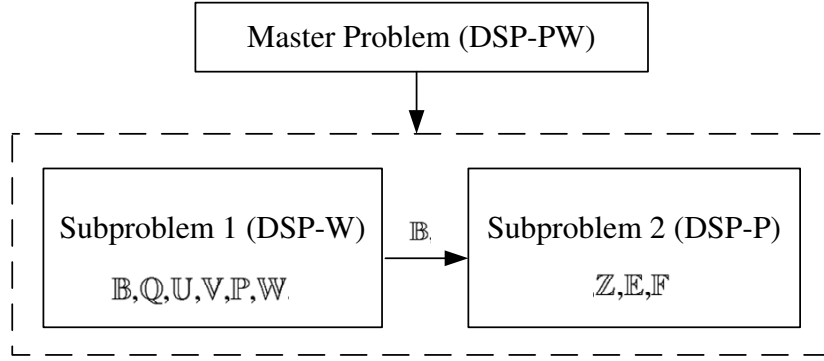 Master Problem (DSP-PW)
Subproblem 1 (DSP-W)
𝔹,ℚ,𝕌,𝕍,ℙ,𝕎
𝔹
Subproblem 2 (DSP-P)
ℤ,𝔼,𝔽